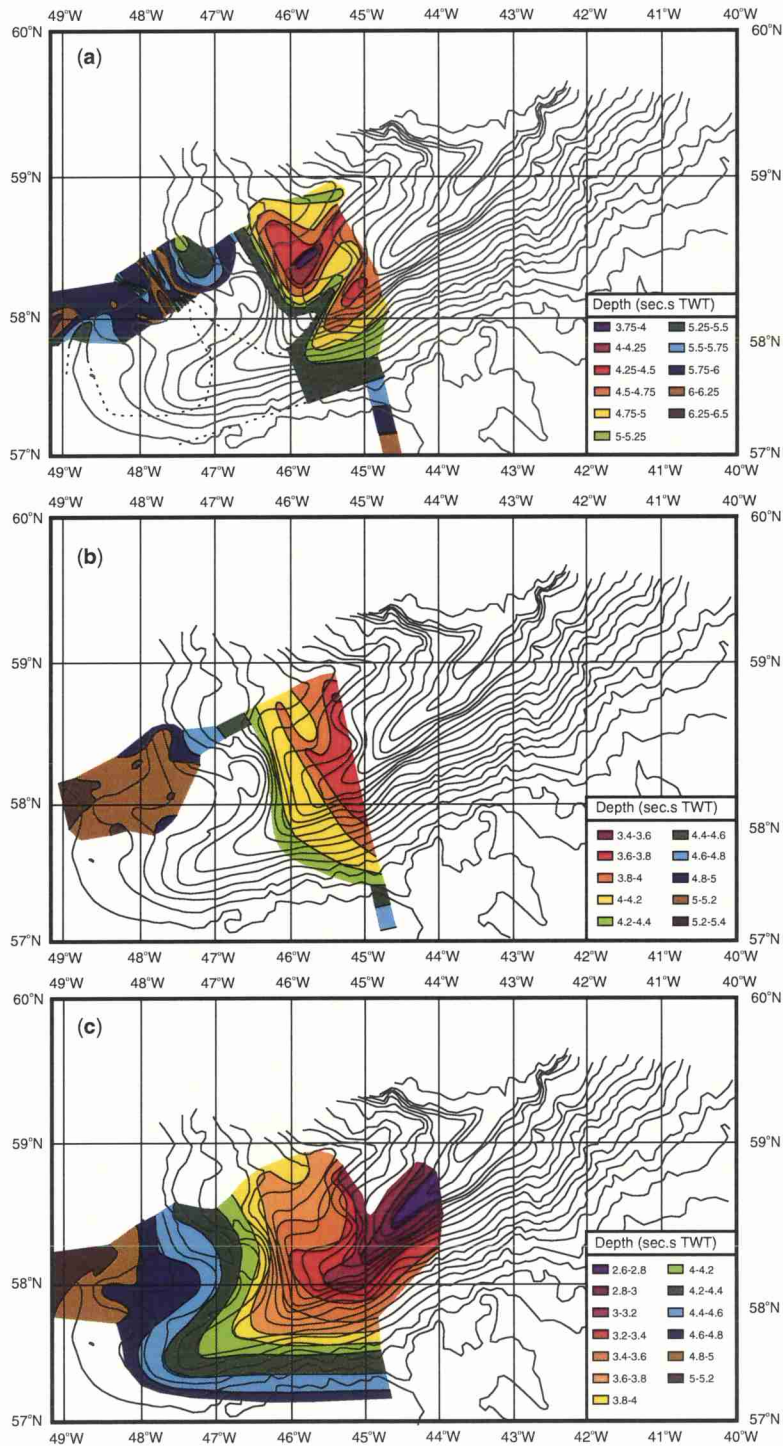 49°W 48°W 47°W 46°W 45°W 44°W 43°W 42°W 41°W 40°W
60°N 60°N
(a)
59°N 59°N
58°N 58°N
57°N 57°N
Depth (sec.s TWT)
3.75-4 5.25-5.5
4-4.25 5.5-5.75
4.25-4.5 5.75-6
4.5-4.75 6-6.25
4.75-5 6.25-6.5
5-5.25
49°W 48°W 47°W 46°W 45°W 44°W 43°W 42°W 41°W 40°W
49°W 48°W 47°W 46°W 45°W 44°W 43°W 42°W 41°W 40°W
60°N 60°N
(b)
59°N 59°N
58°N 58°N
57°N 57°N
Depth (sec.s TWT)
3.4-3.6 4.4-4.6
3.6-3.8 4.6-4.8
3.8-4 4.8-5
4-4.2 5-5.2
4.2-4.4 5.2-5.4
49°W 48°W 47°W 46°W 45°W 44°W 43°W 42°W 41°W 40°W
60°N 60°N
(c)
59°N 59°N
58°N 58°N
57°N 57°N
Depth (sec.s TWT)
2.6-2.8 4-4.2
2.8-3 4.2-4.4
3-3.2 4.4-4.6
3.2-3.4 4.6-4.8
3.4-3.6 4.8-5
3.6-3.8 5-5.2
3.8-4
49°W 48°W 47°W 46°W 45°W 44°W 43°W 42°W 41°W 40°W